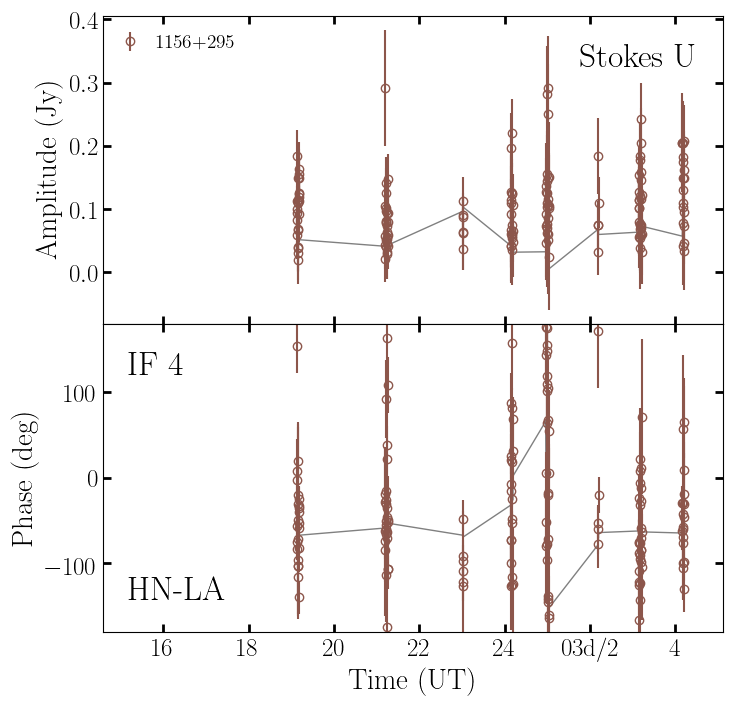 0.4
1156+295
Stokes U
0.3
0.2
0.1
0.0
Amplitude (Jy)
IF 4
100
0
−100
Phase (deg)
HN-LA
16 18 20 22 24 03d/2 4
Time (UT)